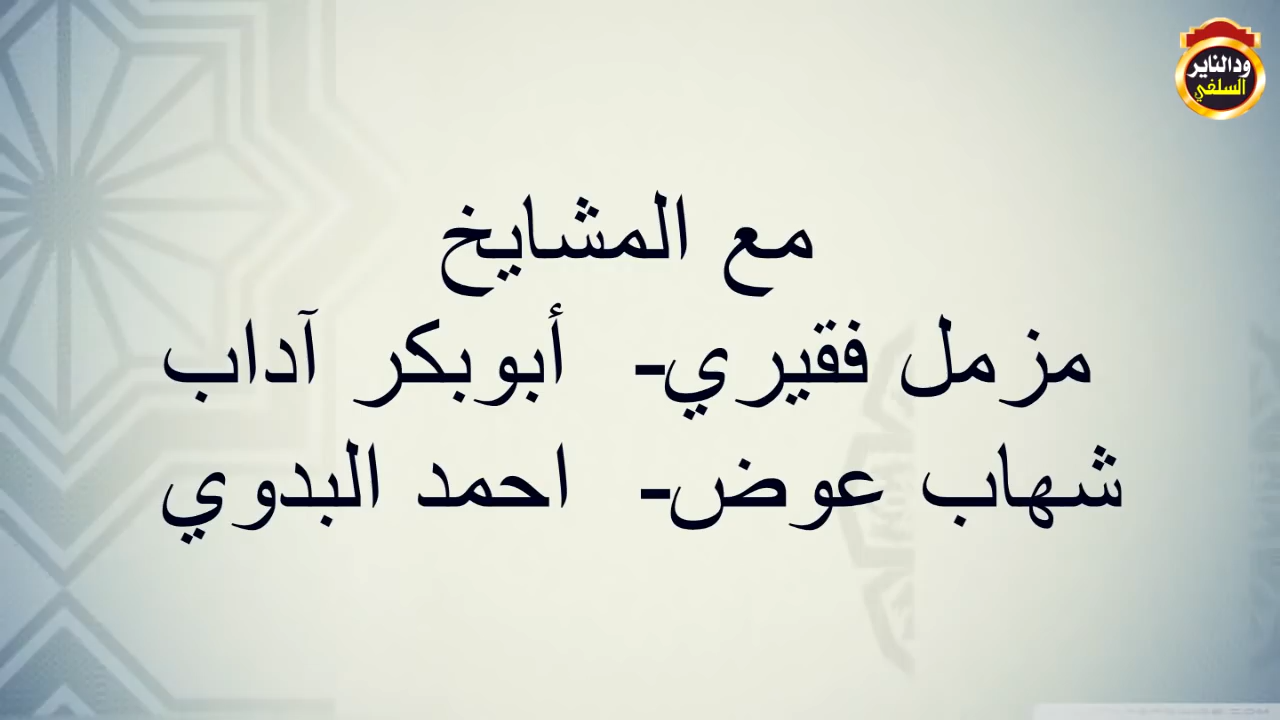 ودالناير
السلفي
مع المشايخ
مزمل فقيري- أبوبكر آداب
شهاب عوض- احمد البدوي